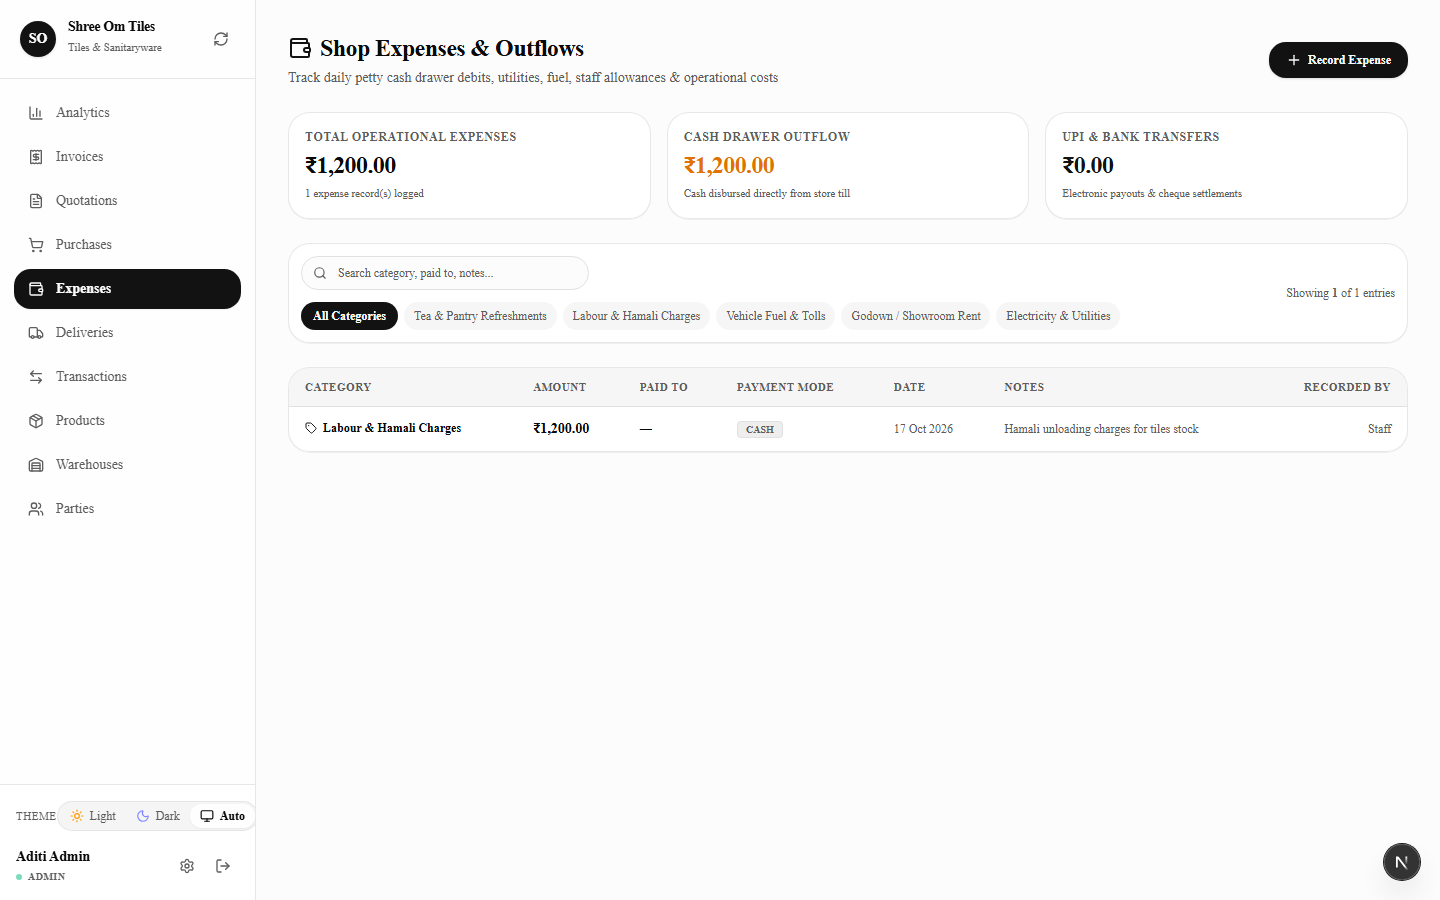 SO
Shree Om Tiles
Tiles & Sanitaryware
Analytics
Invoices
Quotations
Purchases
Expenses
Deliveries
Transactions
Products
Warehouses
Parties
THEME Light Dark Auto
Aditi Admin
ADMIN
Shop Expenses & Outflows
Track daily petty cash drawer debits, utilities, fuel, staff allowances & operational costs
Record Expense
TOTAL OPERATIONAL EXPENSES
₹1,200.00
1 expense record(s) logged
CASH DRAWER OUTFLOW
₹1,200.00
Cash disbursed directly from store till
UPI & BANK TRANSFERS
₹0.00
Electronic payouts & cheque settlements
Search category, paid to, notes...
All Categories Tea & Pantry Refreshments Labour & Hamali Charges Vehicle Fuel & Tolls Godown / Showroom Rent Electricity & Utilities
Showing 1 of 1 entries
CATEGORY AMOUNT PAID TO PAYMENT MODE DATE NOTES RECORDED BY
Labour & Hamali Charges ₹1,200.00 — CASH 17 Oct 2026 Hamali unloading charges for tiles stock Staff
N